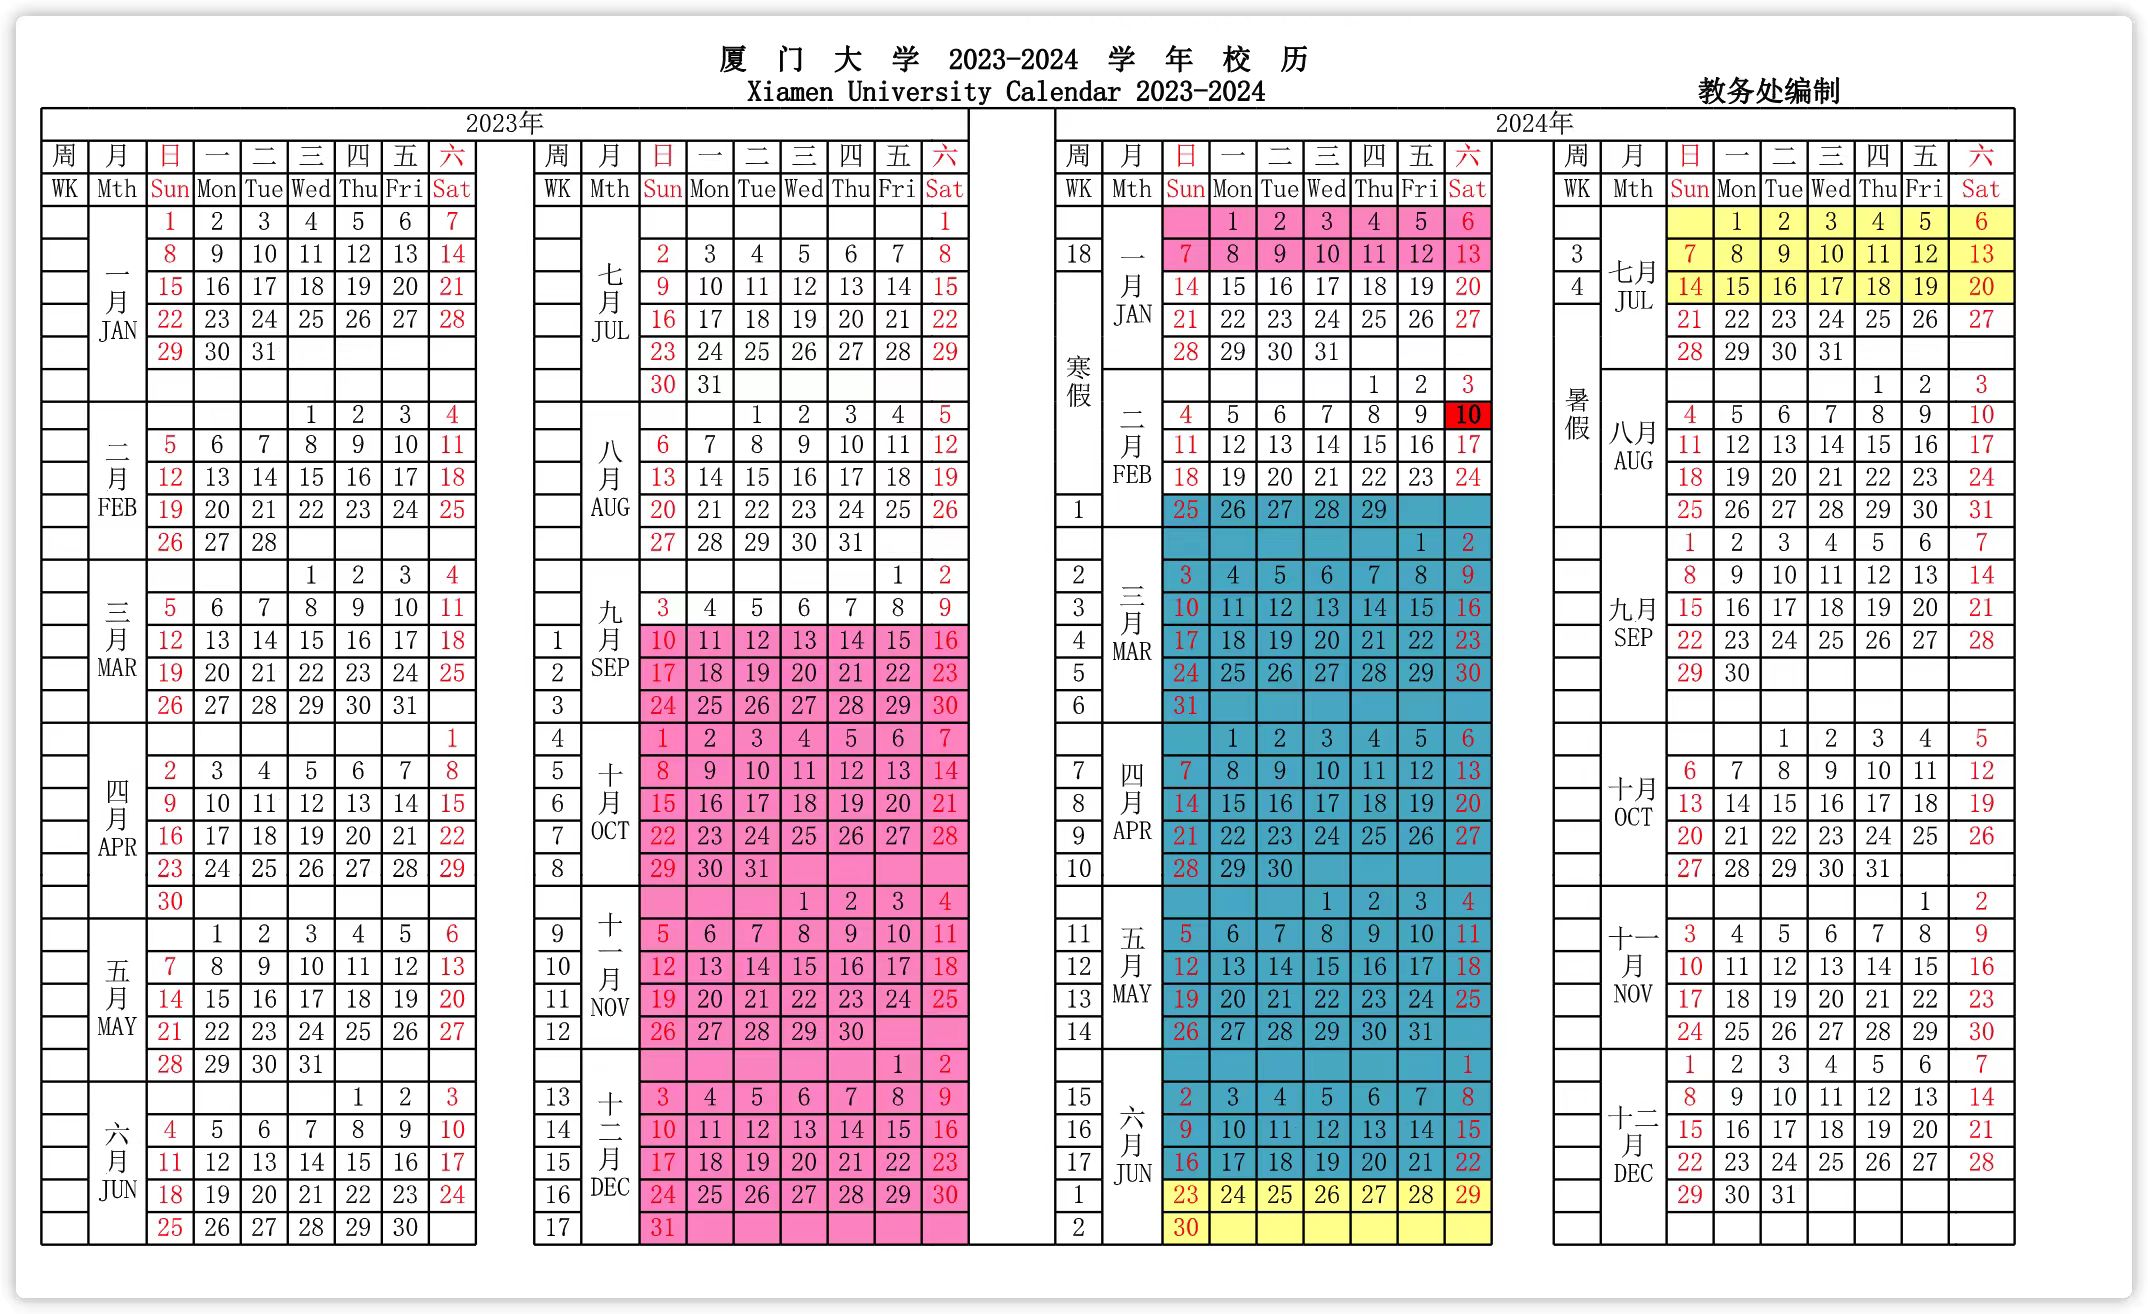 厦 门 大 学 2023-2024 学 年 校 历
Xiamen University Calendar 2023-2024
教务处编制
2023年
周 月 日 一 二 三 四 五 六
WK Mth Sun Mon Tue Wed Thu Fri Sat
一月 JAN
1 2 3 4 5 6 7
8 9 10 11 12 13 14
15 16 17 18 19 20 21
22 23 24 25 26 27 28
29 30 31
二月 FEB
1 2 3 4
5 6 7 8 9 10 11
12 13 14 15 16 17 18
19 20 21 22 23 24 25
26 27 28
三月 MAR
1 2 3 4
5 6 7 8 9 10 11
12 13 14 15 16 17 18
19 20 21 22 23 24 25
26 27 28 29 30 31
四月 APR
1
2 3 4 5 6 7 8
9 10 11 12 13 14 15
16 17 18 19 20 21 22
23 24 25 26 27 28 29
30
五月 MAY
1 2 3 4 5 6
7 8 9 10 11 12 13
14 15 16 17 18 19 20
21 22 23 24 25 26 27
28 29 30 31
六月 JUN
1 2 3
4 5 6 7 8 9 10
11 12 13 14 15 16 17
18 19 20 21 22 23 24
25 26 27 28 29 30
周 月 日 一 二 三 四 五 六
WK Mth Sun Mon Tue Wed Thu Fri Sat
七月 JUL
1
2 3 4 5 6 7 8
9 10 11 12 13 14 15
16 17 18 19 20 21 22
23 24 25 26 27 28 29
30 31
八月 AUG
1 2 3 4 5
6 7 8 9 10 11 12
13 14 15 16 17 18 19
20 21 22 23 24 25 26
27 28 29 30 31
九月 SEP
1 2
3 4 5 6 7 8 9
1 10 11 12 13 14 15 16
2 17 18 19 20 21 22 23
3 24 25 26 27 28 29 30
十月 OCT
4 1 2 3 4 5 6 7
5 8 9 10 11 12 13 14
6 15 16 17 18 19 20 21
7 22 23 24 25 26 27 28
8 29 30 31
十一月 NOV
1 2 3 4
9 5 6 7 8 9 10 11
10 12 13 14 15 16 17 18
11 19 20 21 22 23 24 25
12 26 27 28 29 30
十二月 DEC
1 2
13 3 4 5 6 7 8 9
14 10 11 12 13 14 15 16
15 17 18 19 20 21 22 23
16 24 25 26 27 28 29 30
17 31
2024年
周 月 日 一 二 三 四 五 六
WK Mth Sun Mon Tue Wed Thu Fri Sat
一月 JAN
1 2 3 4 5 6
18 7 8 9 10 11 12 13
寒假
14 15 16 17 18 19 20
21 22 23 24 25 26 27
28 29 30 31
二月 FEB
1 2 3
4 5 6 7 8 9 10
11 12 13 14 15 16 17
18 19 20 21 22 23 24
1 25 26 27 28 29
三月 MAR
1 2
2 3 4 5 6 7 8 9
3 10 11 12 13 14 15 16
4 17 18 19 20 21 22 23
5 24 25 26 27 28 29 30
6 31
四月 APR
1 2 3 4 5 6
7 7 8 9 10 11 12 13
8 14 15 16 17 18 19 20
9 21 22 23 24 25 26 27
10 28 29 30
五月 MAY
1 2 3 4
11 5 6 7 8 9 10 11
12 12 13 14 15 16 17 18
13 19 20 21 22 23 24 25
14 26 27 28 29 30 31
六月 JUN
1
15 2 3 4 5 6 7 8
16 9 10 11 12 13 14 15
17 16 17 18 19 20 21 22
1 23 24 25 26 27 28 29
2 30
周 月 日 一 二 三 四 五 六
WK Mth Sun Mon Tue Wed Thu Fri Sat
七月 JUL
1 2 3 4 5 6
3 7 8 9 10 11 12 13
4 14 15 16 17 18 19 20
暑假
21 22 23 24 25 26 27
28 29 30 31
八月 AUG
1 2 3
4 5 6 7 8 9 10
11 12 13 14 15 16 17
18 19 20 21 22 23 24
25 26 27 28 29 30 31
九月 SEP
1 2 3 4 5 6 7
8 9 10 11 12 13 14
15 16 17 18 19 20 21
22 23 24 25 26 27 28
29 30
十月 OCT
1 2 3 4 5
6 7 8 9 10 11 12
13 14 15 16 17 18 19
20 21 22 23 24 25 26
27 28 29 30 31
十一月 NOV
1 2
3 4 5 6 7 8 9
10 11 12 13 14 15 16
17 18 19 20 21 22 23
24 25 26 27 28 29 30
十二月 DEC
1 2 3 4 5 6 7
8 9 10 11 12 13 14
15 16 17 18 19 20 21
22 23 24 25 26 27 28
29 30 31